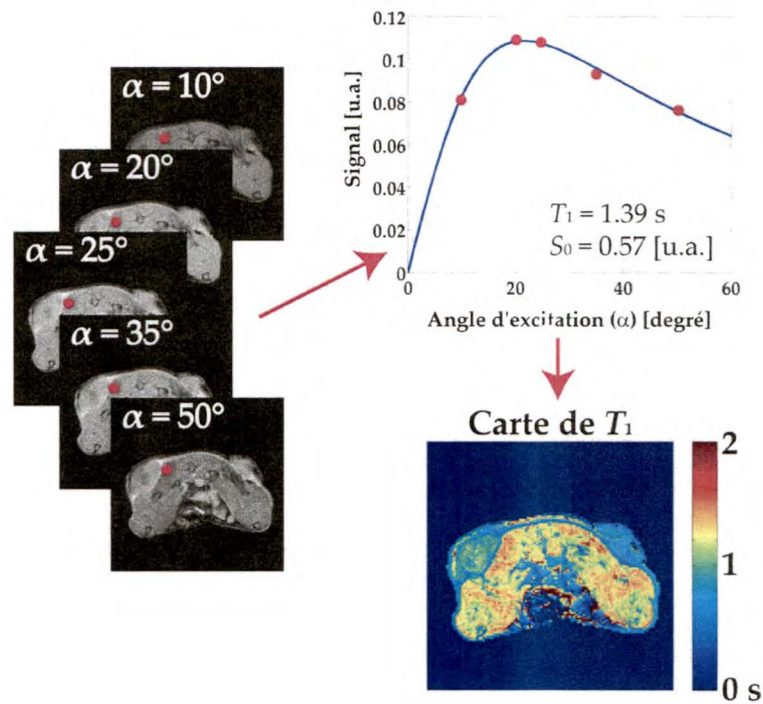 α = 10°
α = 20°
α = 25°
α = 35°
α = 50°
Signal [u.a.]
0.12
0.1
0.08
0.06
0.04
0.02
0
0
20
40
60
T₁ = 1.39 s
S₀ = 0.57 [u.a.]
Angle d'excitation (α) [degré]
Carte de T₁
2
1
0 s